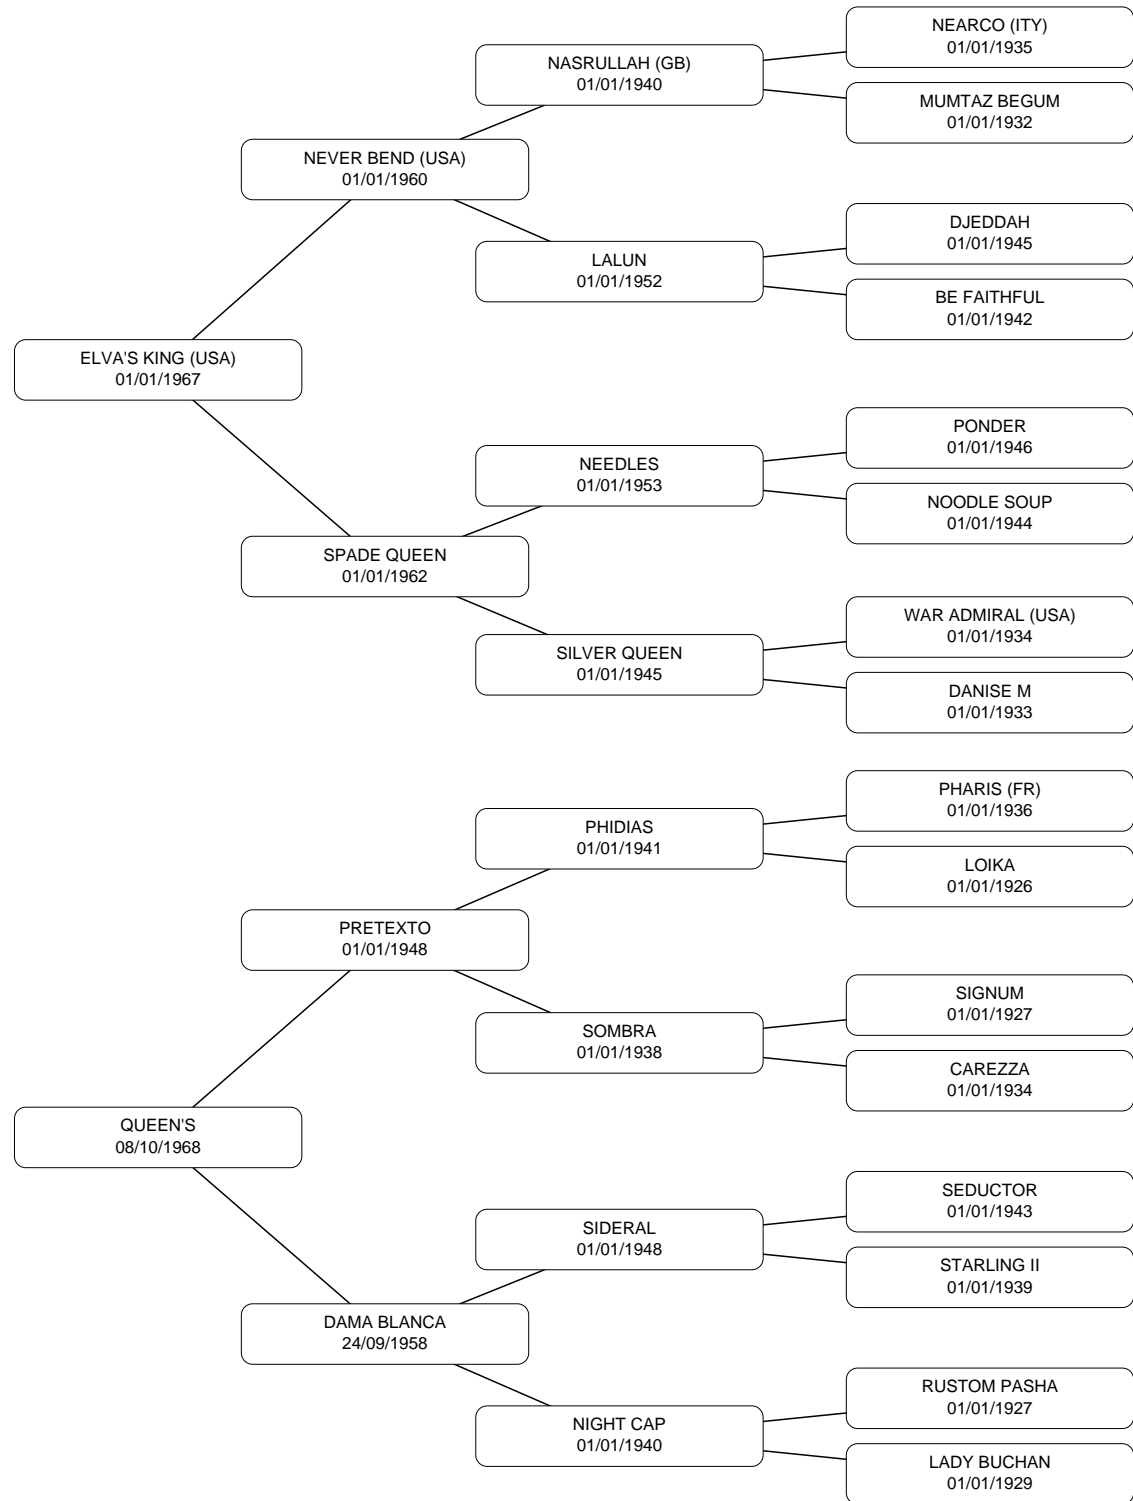 NEARCO (ITY)
01/01/1935
NASRULLAH (GB)
01/01/1940
MUMTAZ BEGUM
01/01/1932
NEVER BEND (USA)
01/01/1960
DJEDDAH
01/01/1945
LALUN
01/01/1952
BE FAITHFUL
01/01/1942
ELVA'S KING (USA)
01/01/1967
PONDER
01/01/1946
NEEDLES
01/01/1953
NOODLE SOUP
01/01/1944
SPADE QUEEN
01/01/1962
WAR ADMIRAL (USA)
01/01/1934
SILVER QUEEN
01/01/1945
DANISE M
01/01/1933
PHARIS (FR)
01/01/1936
PHIDIAS
01/01/1941
LOIKA
01/01/1926
PRETEXTO
01/01/1948
SIGNUM
01/01/1927
SOMBRA
01/01/1938
CAREZZA
01/01/1934
QUEEN'S
08/10/1968
SEDUCTOR
01/01/1943
SIDERAL
01/01/1948
STARLING II
01/01/1939
DAMA BLANCA
24/09/1958
RUSTOM PASHA
01/01/1927
NIGHT CAP
01/01/1940
LADY BUCHAN
01/01/1929